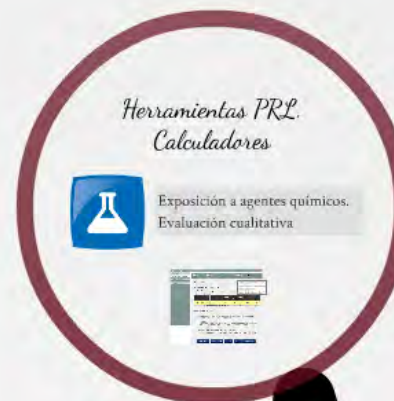 Herramientas PRL.
Calculadores
Exposición a agentes químicos.
Evaluación cualitativa